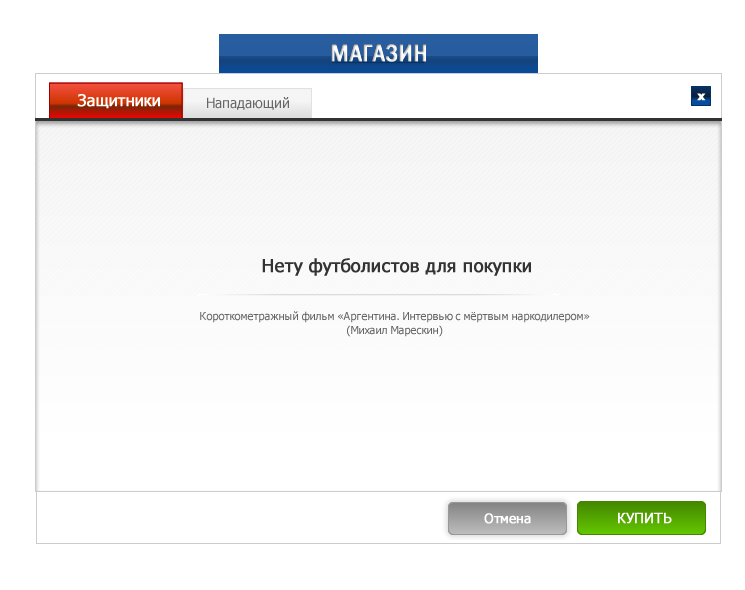 МАГАЗИН
Защитники
Нападающий
x
Нету футболистов для покупки
Короткометражный фильм «Аргентина. Интервью с мёртвым наркодилером»
(Михаил Марескин)
Отмена
КУПИТЬ